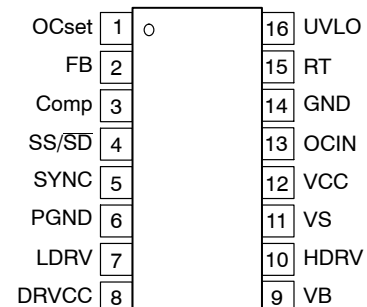 OCset 1 16 UVLO
FB 2 15 RT
Comp 3 14 GND
SS/SD 4 13 OCIN
SYNC 5 12 VCC
PGND 6 11 VS
LDRV 7 10 HDRV
DRVCC 8 9 VB